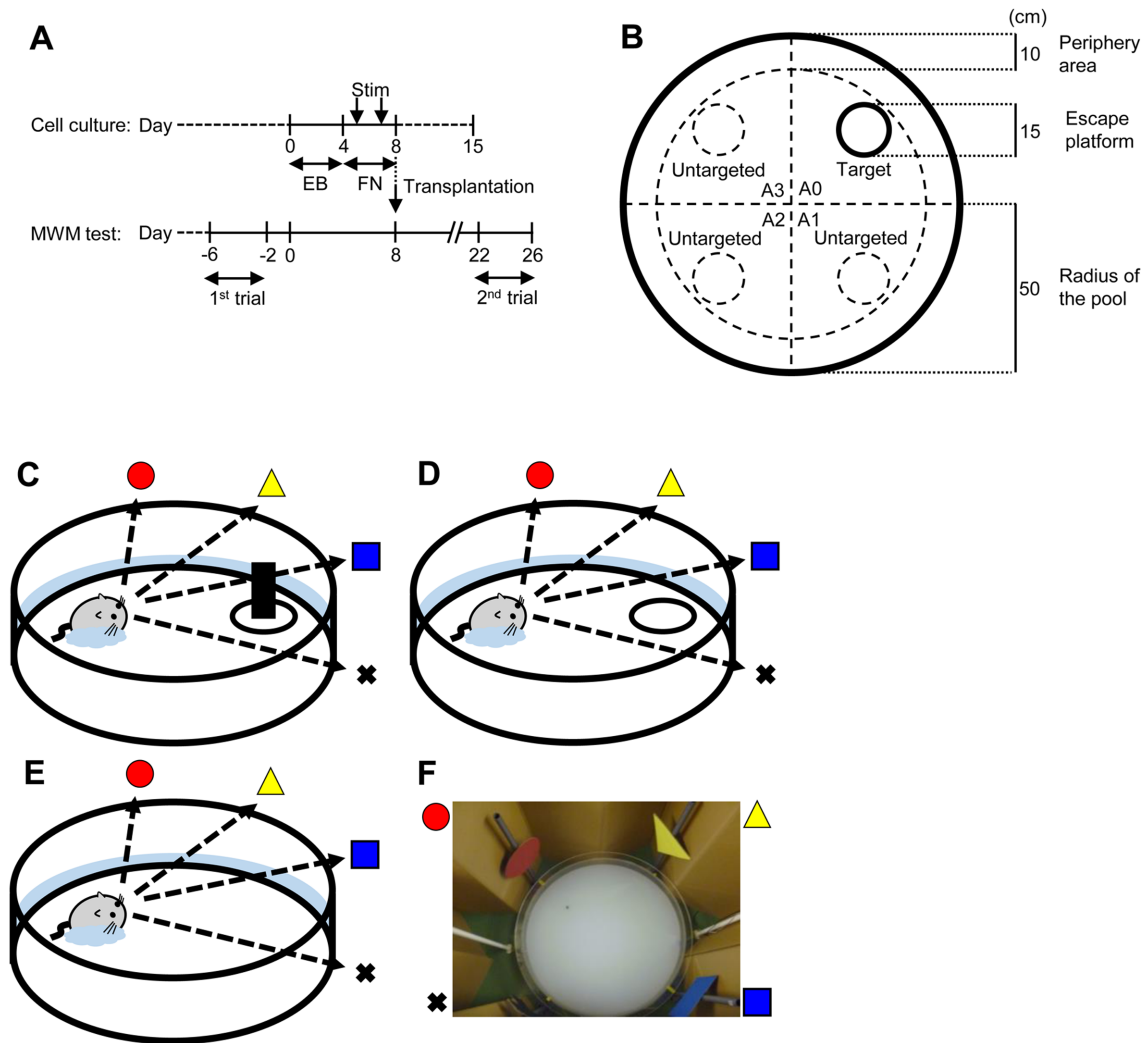 A
Stim
Cell culture: Day
0 4 8 15
EB FN
Transplantation
MWM test: Day
-6 -2 0 8 22 26
1st trial 2nd trial
B
(cm)
10 Periphery
area
15 Escape
platform
Untargeted Target
A3 A0
A2 A1
Untargeted Untargeted
50 Radius of
the pool
C
D
E
F